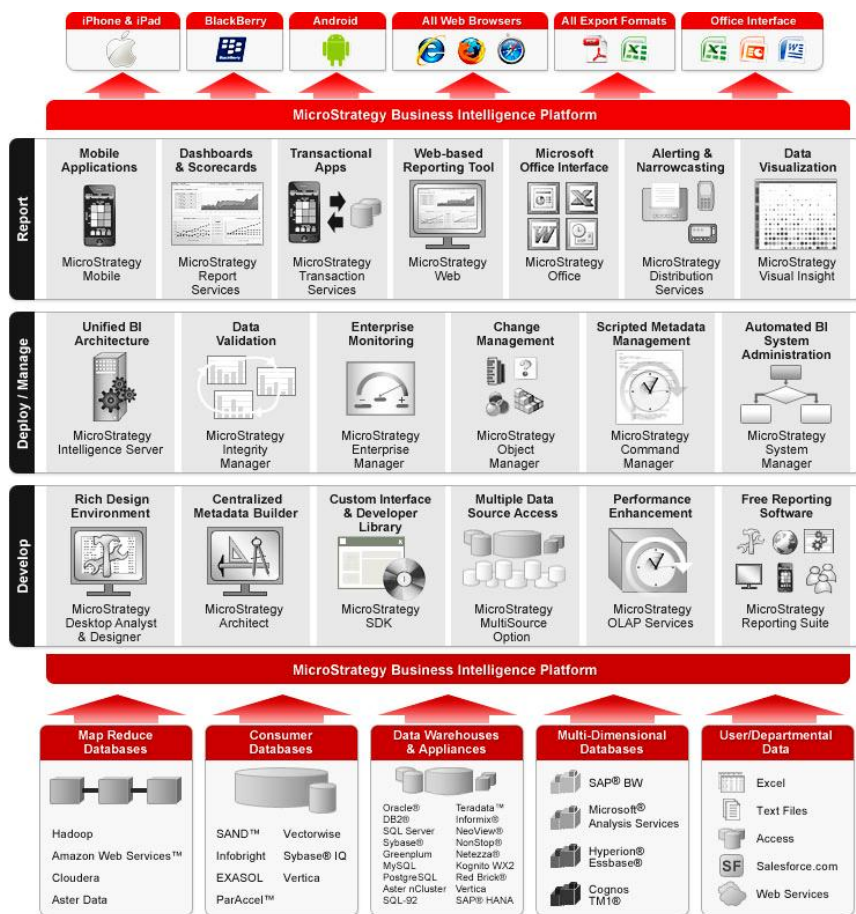 iPhone & iPad
BlackBerry
Android
All Web Browsers
All Export Formats
Office Interface
BlackBerry
MicroStrategy Business Intelligence Platform
Report
Mobile
Applications
MicroStrategy
Mobile
Dashboards
& Scorecards
MicroStrategy
Report
Services
Transactional
Apps
MicroStrategy
Transaction
Services
Web-based
Reporting Tool
MicroStrategy
Web
Microsoft
Office Interface
MicroStrategy
Office
Alerting &
Narrowcasting
MicroStrategy
Distribution
Services
Data
Visualization
MicroStrategy
Visual Insight
Deploy / Manage
Unified BI
Architecture
MicroStrategy
Intelligence Server
Data
Validation
MicroStrategy
Integrity
Manager
Enterprise
Monitoring
MicroStrategy
Enterprise
Manager
Change
Management
?
MicroStrategy
Object
Manager
Scripted Metadata
Management
MicroStrategy
Command
Manager
Automated BI
System
Administration
MicroStrategy
System
Manager
Develop
Rich Design
Environment
MicroStrategy
Desktop Analyst
& Designer
Centralized
Metadata Builder
MicroStrategy
Architect
Custom Interface
& Developer
Library
MicroStrategy
SDK
Multiple Data
Source Access
MicroStrategy
MultiSource
Option
Performance
Enhancement
MicroStrategy
OLAP Services
Free Reporting
Software
MicroStrategy
Reporting Suite
MicroStrategy Business Intelligence Platform
Map Reduce
Databases
Hadoop
Amazon Web Services™
Cloudera
Aster Data
Consumer
Databases
SAND™
Infobright
EXASOL
ParAccel™
Vectorwise
Sybase® IQ
Vertica
Data Warehouses
& Appliances
Oracle®
DB2®
SQL Server
Sybase®
Greenplum
MySQL
PostgreSQL
Aster nCluster
SQL-92
Teradata™
Informix®
NeoView®
NonStop®
Netezza®
Kognito WX2
Red Brick®
Vertica
SAP® HANA
Multi-Dimensional
Databases
SAP® BW
Microsoft®
Analysis Services
Hyperion®
Essbase®
Cognos
TM1®
User/Departmental
Data
Excel
Text Files
Access
SF
Salesforce.com
Web Services